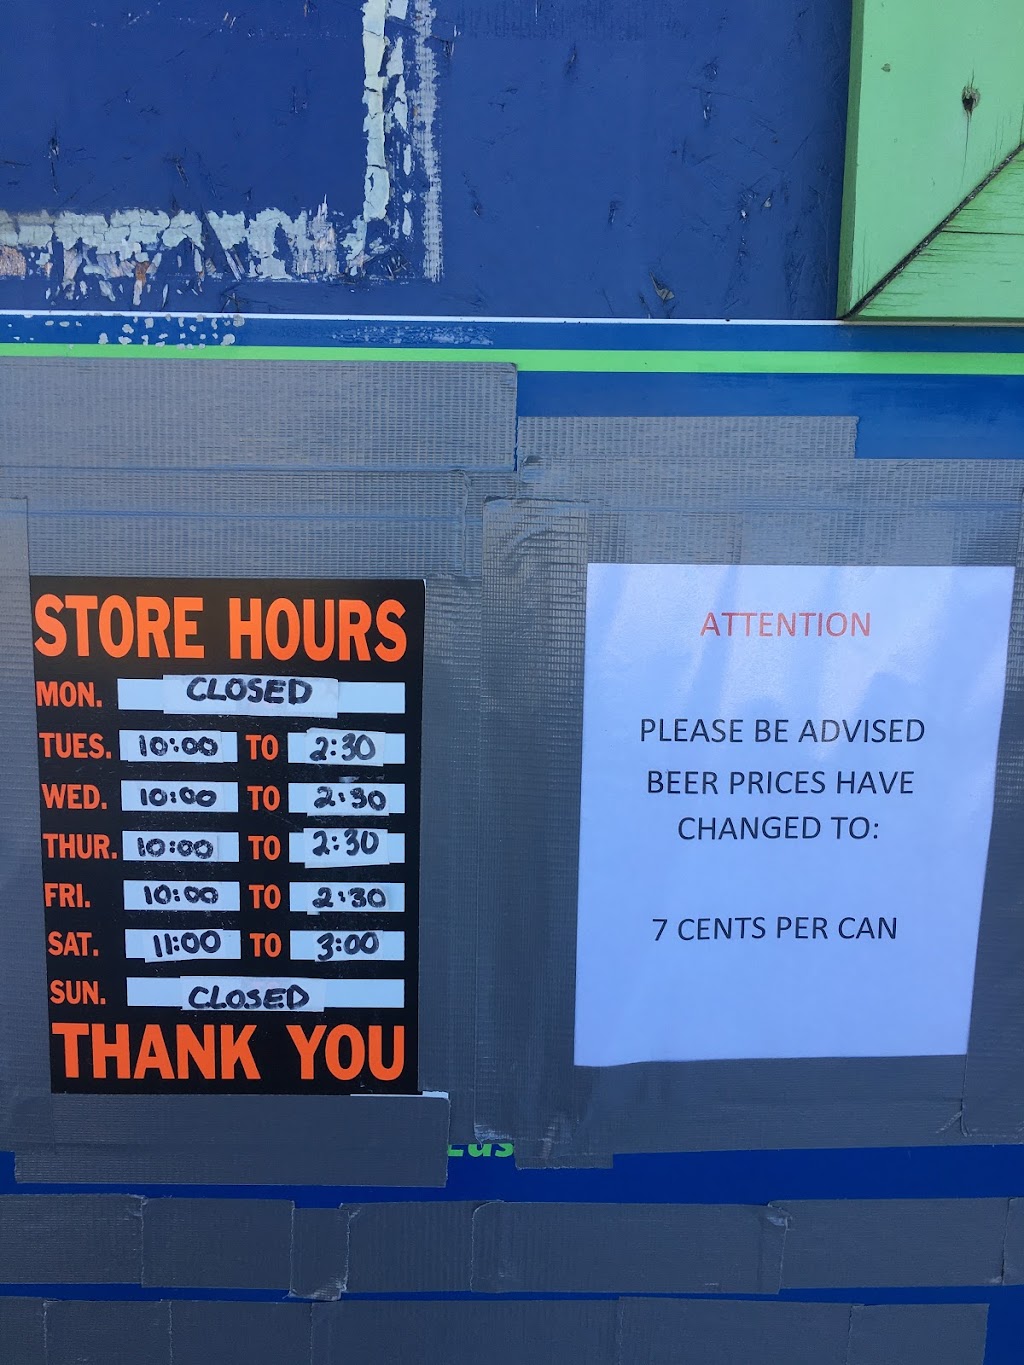 STORE HOURS
MON. CLOSED
TUES. 10:00 TO 2:30
WED. 10:00 TO 2:30
THUR. 10:00 TO 2:30
FRI. 10:00 TO 2:30
SAT. 11:00 TO 3:00
SUN. CLOSED
THANK YOU
ATTENTION
PLEASE BE ADVISED
BEER PRICES HAVE
CHANGED TO:
7 CENTS PER CAN